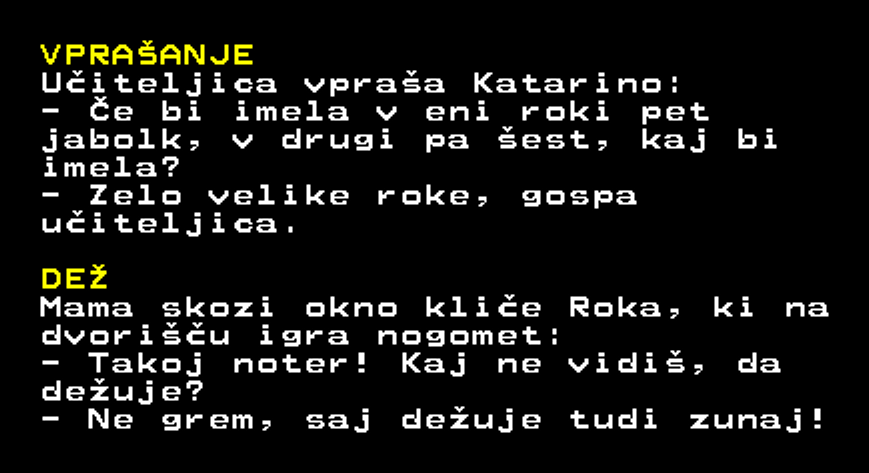 VPRAŠANJE
Učiteljica vpraša Katarino:
- Če bi imela v eni roki pet
jabolk, v drugi pa šest, kaj bi
imela?
- Zelo velike roke, gospa
učiteljica.
DEŽ
Mama skozi okno kliče Roka, ki na
dvorišču igra nogomet:
- Takoj noter! Kaj ne vidiš, da
dežuje?
- Ne grem, saj dežuje tudi zunaj!